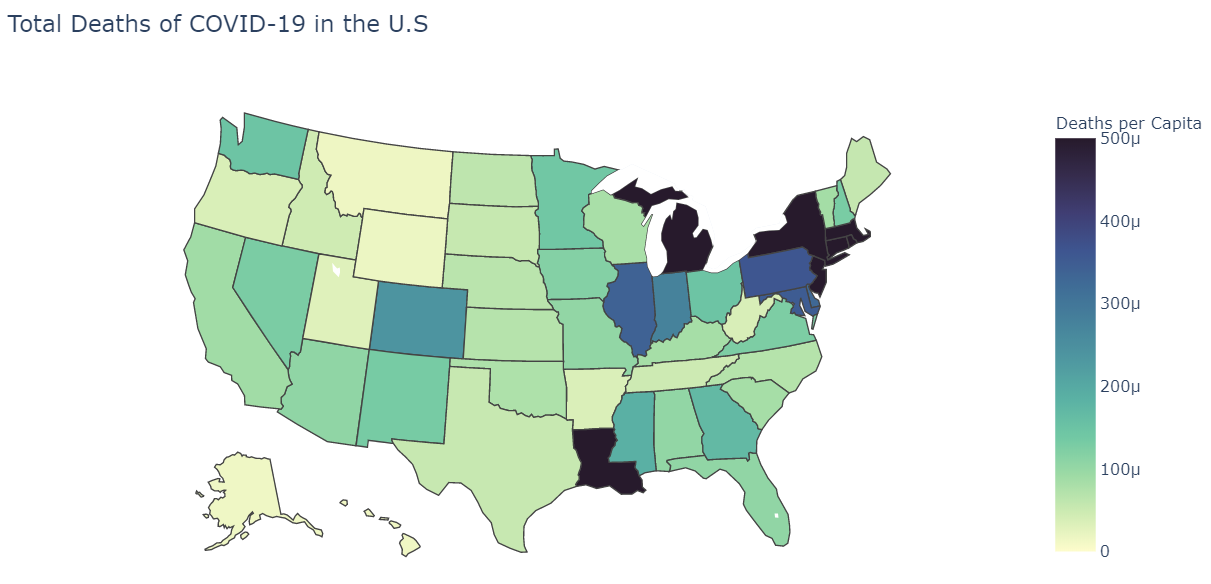 Total Deaths of COVID-19 in the U.S
Deaths per Capita
500μ
400μ
300μ
200μ
100μ
0